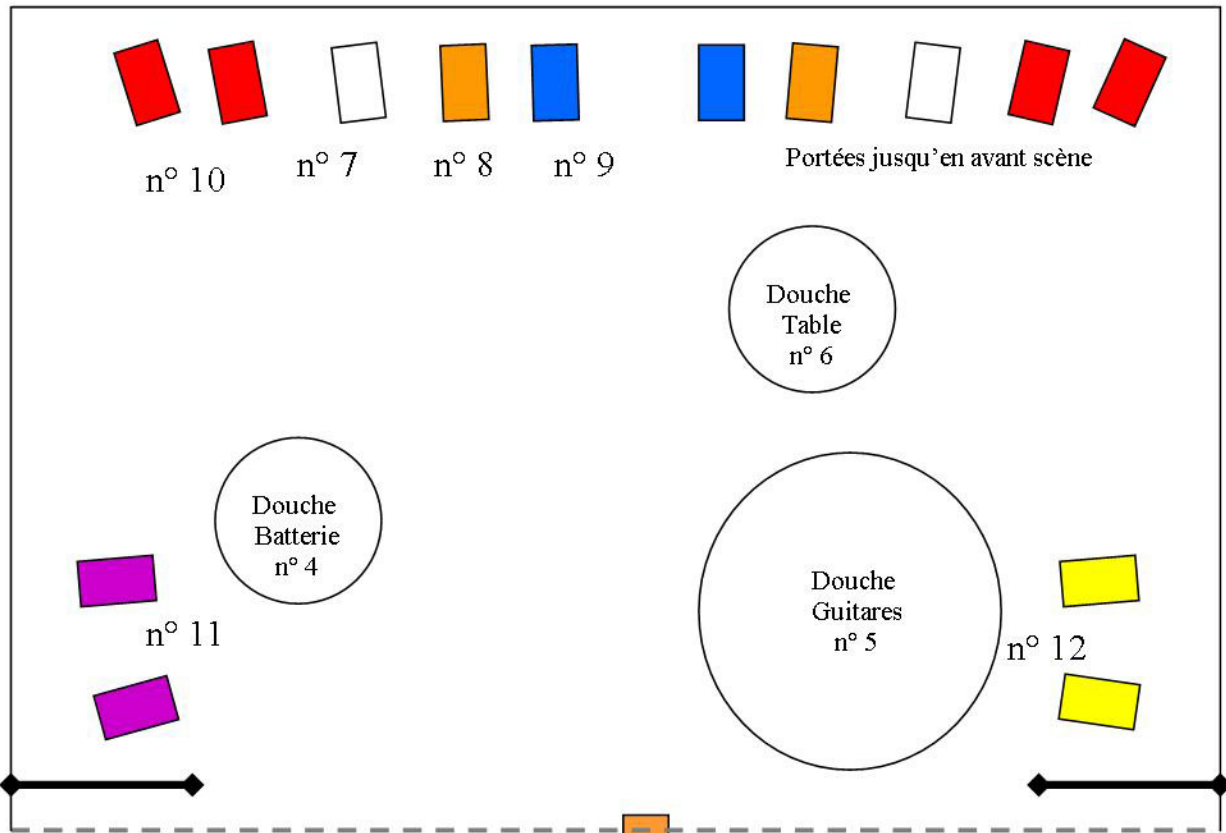 n° 10
n° 7
n° 8
n° 9
Portées jusqu’en avant scène
Douche
Table
n° 6
Douche
Batterie
n° 4
Douche
Guitares
n° 5
n° 11
n° 12